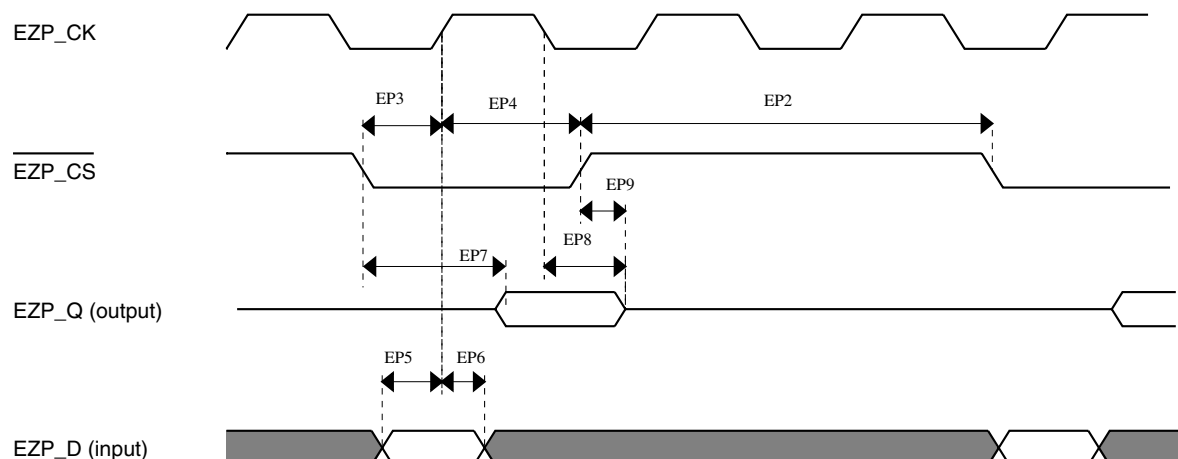 EZP_CK
EP3
EP4
EP2
EZP_CS
EP9
EP8
EP7
EZP_Q (output)
EP5
EP6
EZP_D (input)